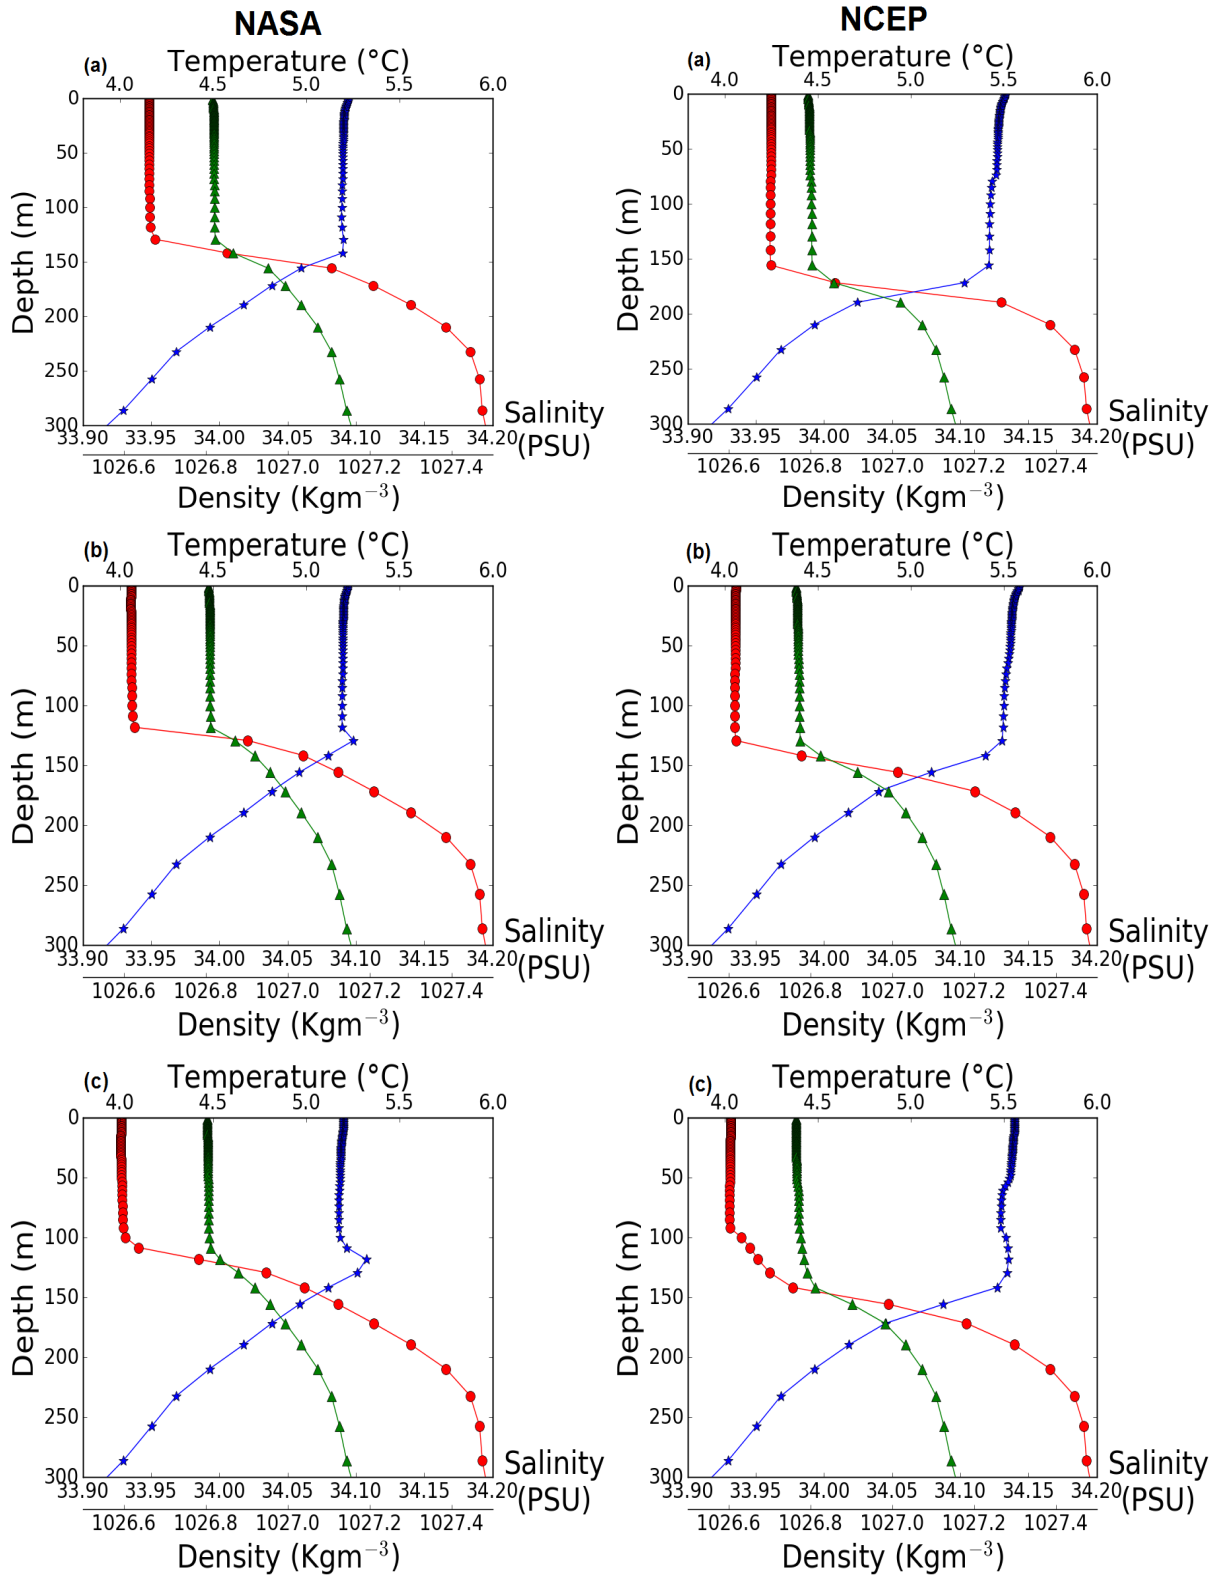 NASA
NCEP
(a)
Temperature (°C)
4.0 4.5 5.0 5.5 6.0
0
50
100
150
200
250
300
Depth (m)
33.90 33.95 34.00 34.05 34.10 34.15 34.20
Salinity
(PSU)
1026.6 1026.8 1027.0 1027.2 1027.4
Density (Kgm−3)
(a)
Temperature (°C)
4.0 4.5 5.0 5.5 6.0
0
50
100
150
200
250
300
Depth (m)
33.90 33.95 34.00 34.05 34.10 34.15 34.20
Salinity
(PSU)
1026.6 1026.8 1027.0 1027.2 1027.4
Density (Kgm−3)
(b)
Temperature (°C)
4.0 4.5 5.0 5.5 6.0
0
50
100
150
200
250
300
Depth (m)
33.90 33.95 34.00 34.05 34.10 34.15 34.20
Salinity
(PSU)
1026.6 1026.8 1027.0 1027.2 1027.4
Density (Kgm−3)
(b)
Temperature (°C)
4.0 4.5 5.0 5.5 6.0
0
50
100
150
200
250
300
Depth (m)
33.90 33.95 34.00 34.05 34.10 34.15 34.20
Salinity
(PSU)
1026.6 1026.8 1027.0 1027.2 1027.4
Density (Kgm−3)
(c)
Temperature (°C)
4.0 4.5 5.0 5.5 6.0
0
50
100
150
200
250
300
Depth (m)
33.90 33.95 34.00 34.05 34.10 34.15 34.20
Salinity
(PSU)
1026.6 1026.8 1027.0 1027.2 1027.4
Density (Kgm−3)
(c)
Temperature (°C)
4.0 4.5 5.0 5.5 6.0
0
50
100
150
200
250
300
Depth (m)
33.90 33.95 34.00 34.05 34.10 34.15 34.20
Salinity
(PSU)
1026.6 1026.8 1027.0 1027.2 1027.4
Density (Kgm−3)